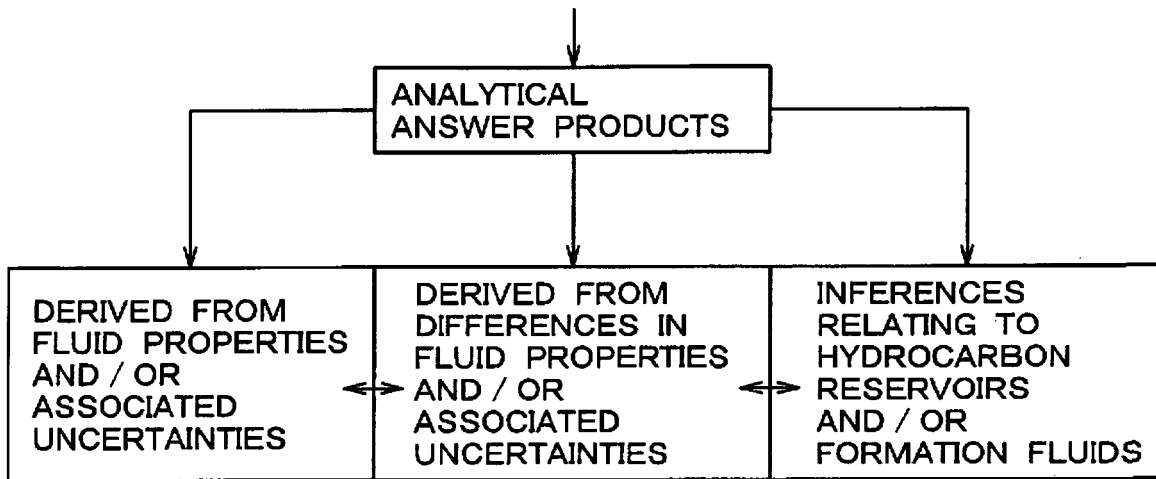 ANALYTICAL
ANSWER PRODUCTS
DERIVED FROM
FLUID PROPERTIES
AND / OR
ASSOCIATED
UNCERTAINTIES
DERIVED FROM
DIFFERENCES IN
FLUID PROPERTIES
AND / OR
ASSOCIATED
UNCERTAINTIES
INFERENCES
RELATING TO
HYDROCARBON
RESERVOIRS
AND / OR
FORMATION FLUIDS